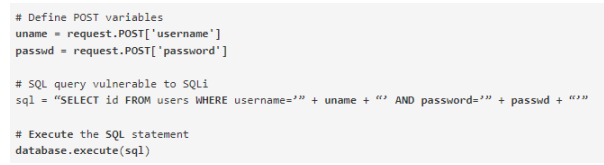 # Define POST variables
uname = request.POST['username']
passwd = request.POST['password']
# SQL query vulnerable to SQLi
sql = “SELECT id FROM users WHERE username=’” + uname + “’ AND password=’” + passwd + “’”
# Execute the SQL statement
database.execute(sql)